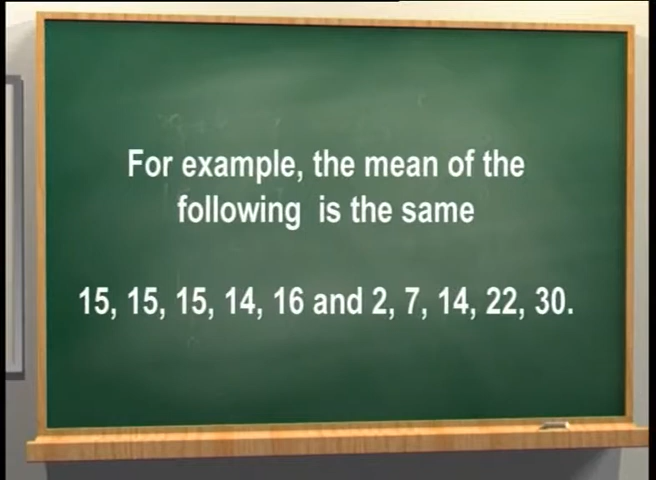 For example, the mean of the
following is the same
15, 15, 15, 14, 16 and 2, 7, 14, 22, 30.